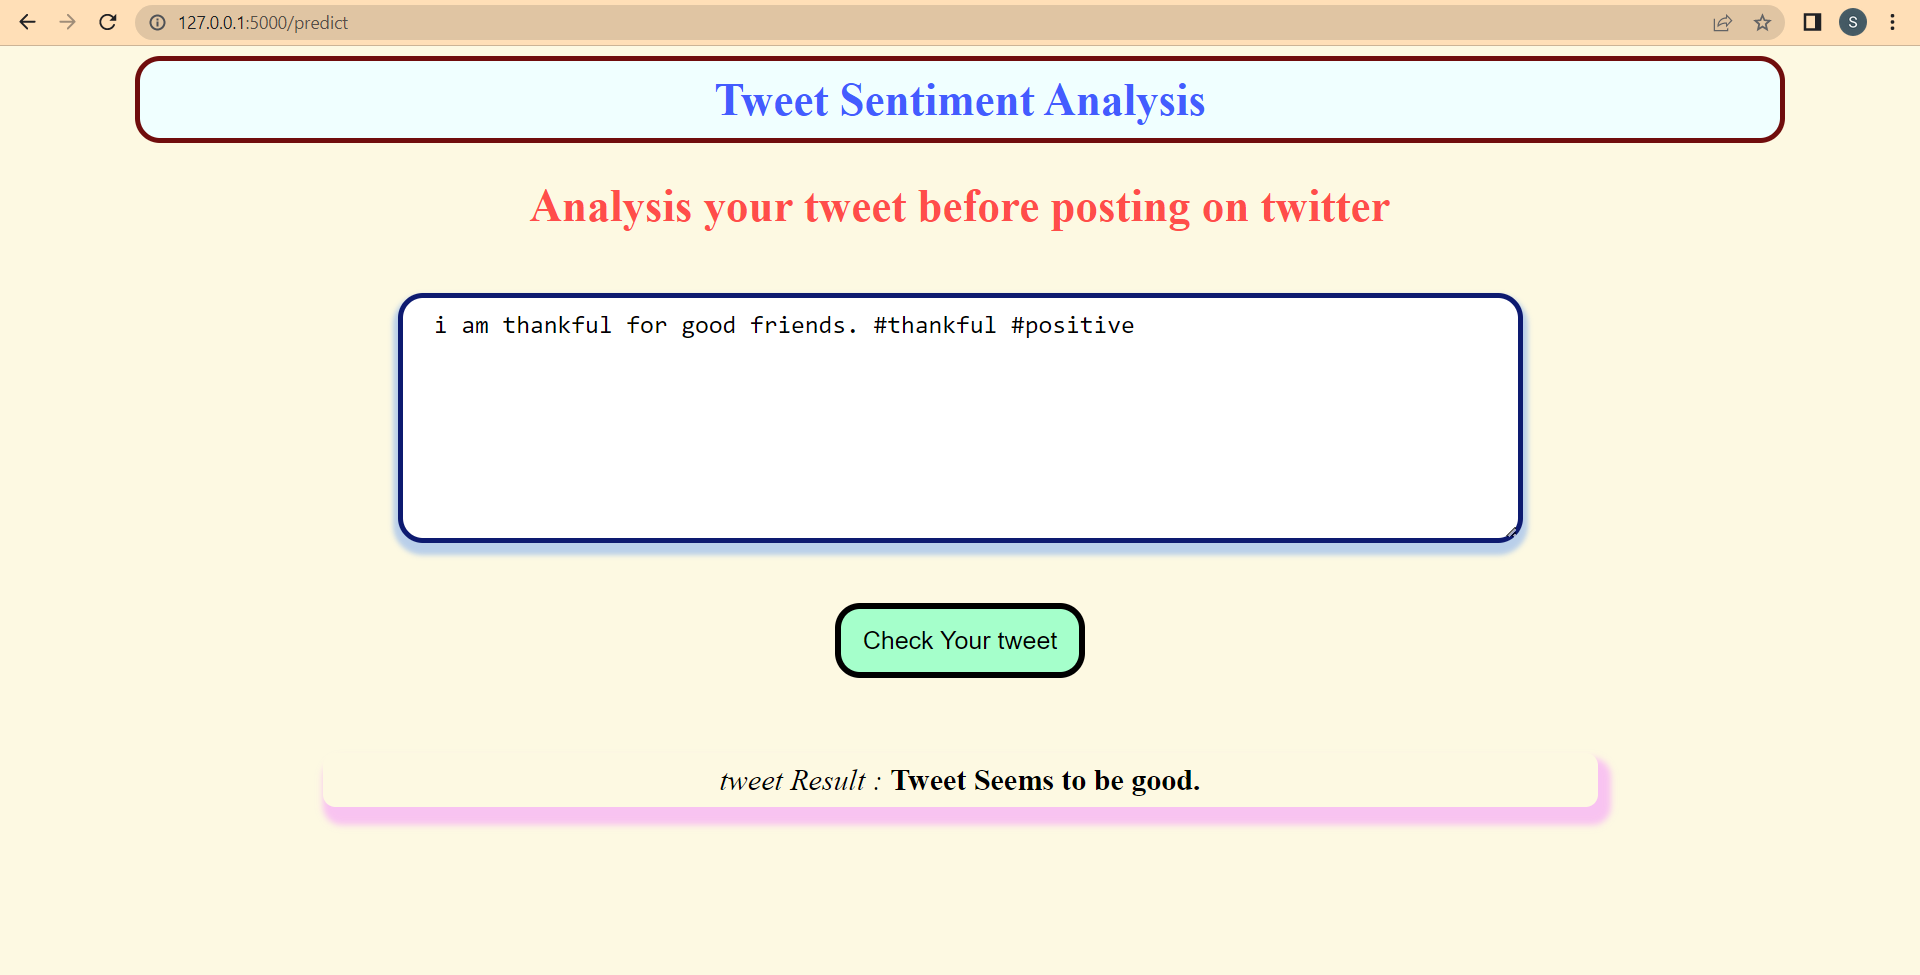 127.0.0.1:5000/predict
S
Tweet Sentiment Analysis
Analysis your tweet before posting on twitter
i am thankful for good friends. #thankful #positive
Check Your tweet
tweet Result : Tweet Seems to be good.